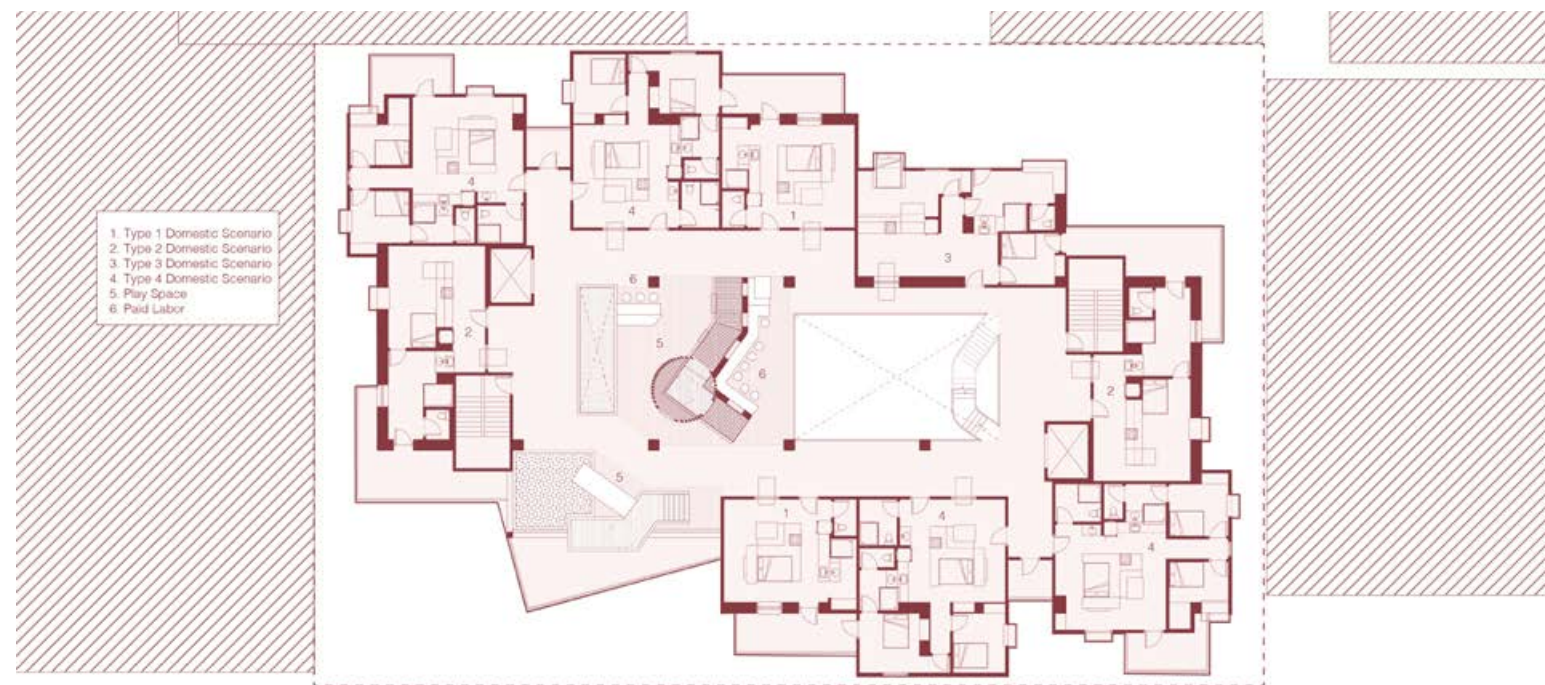 1. Type 1 Domestic Scenario
2. Type 2 Domestic Scenario
3. Type 3 Domestic Scenario
4. Type 4 Domestic Scenario
5. Play Space
6. Paid Labor
4
4
1
3
6
2
5
6
2
5
1
4
4